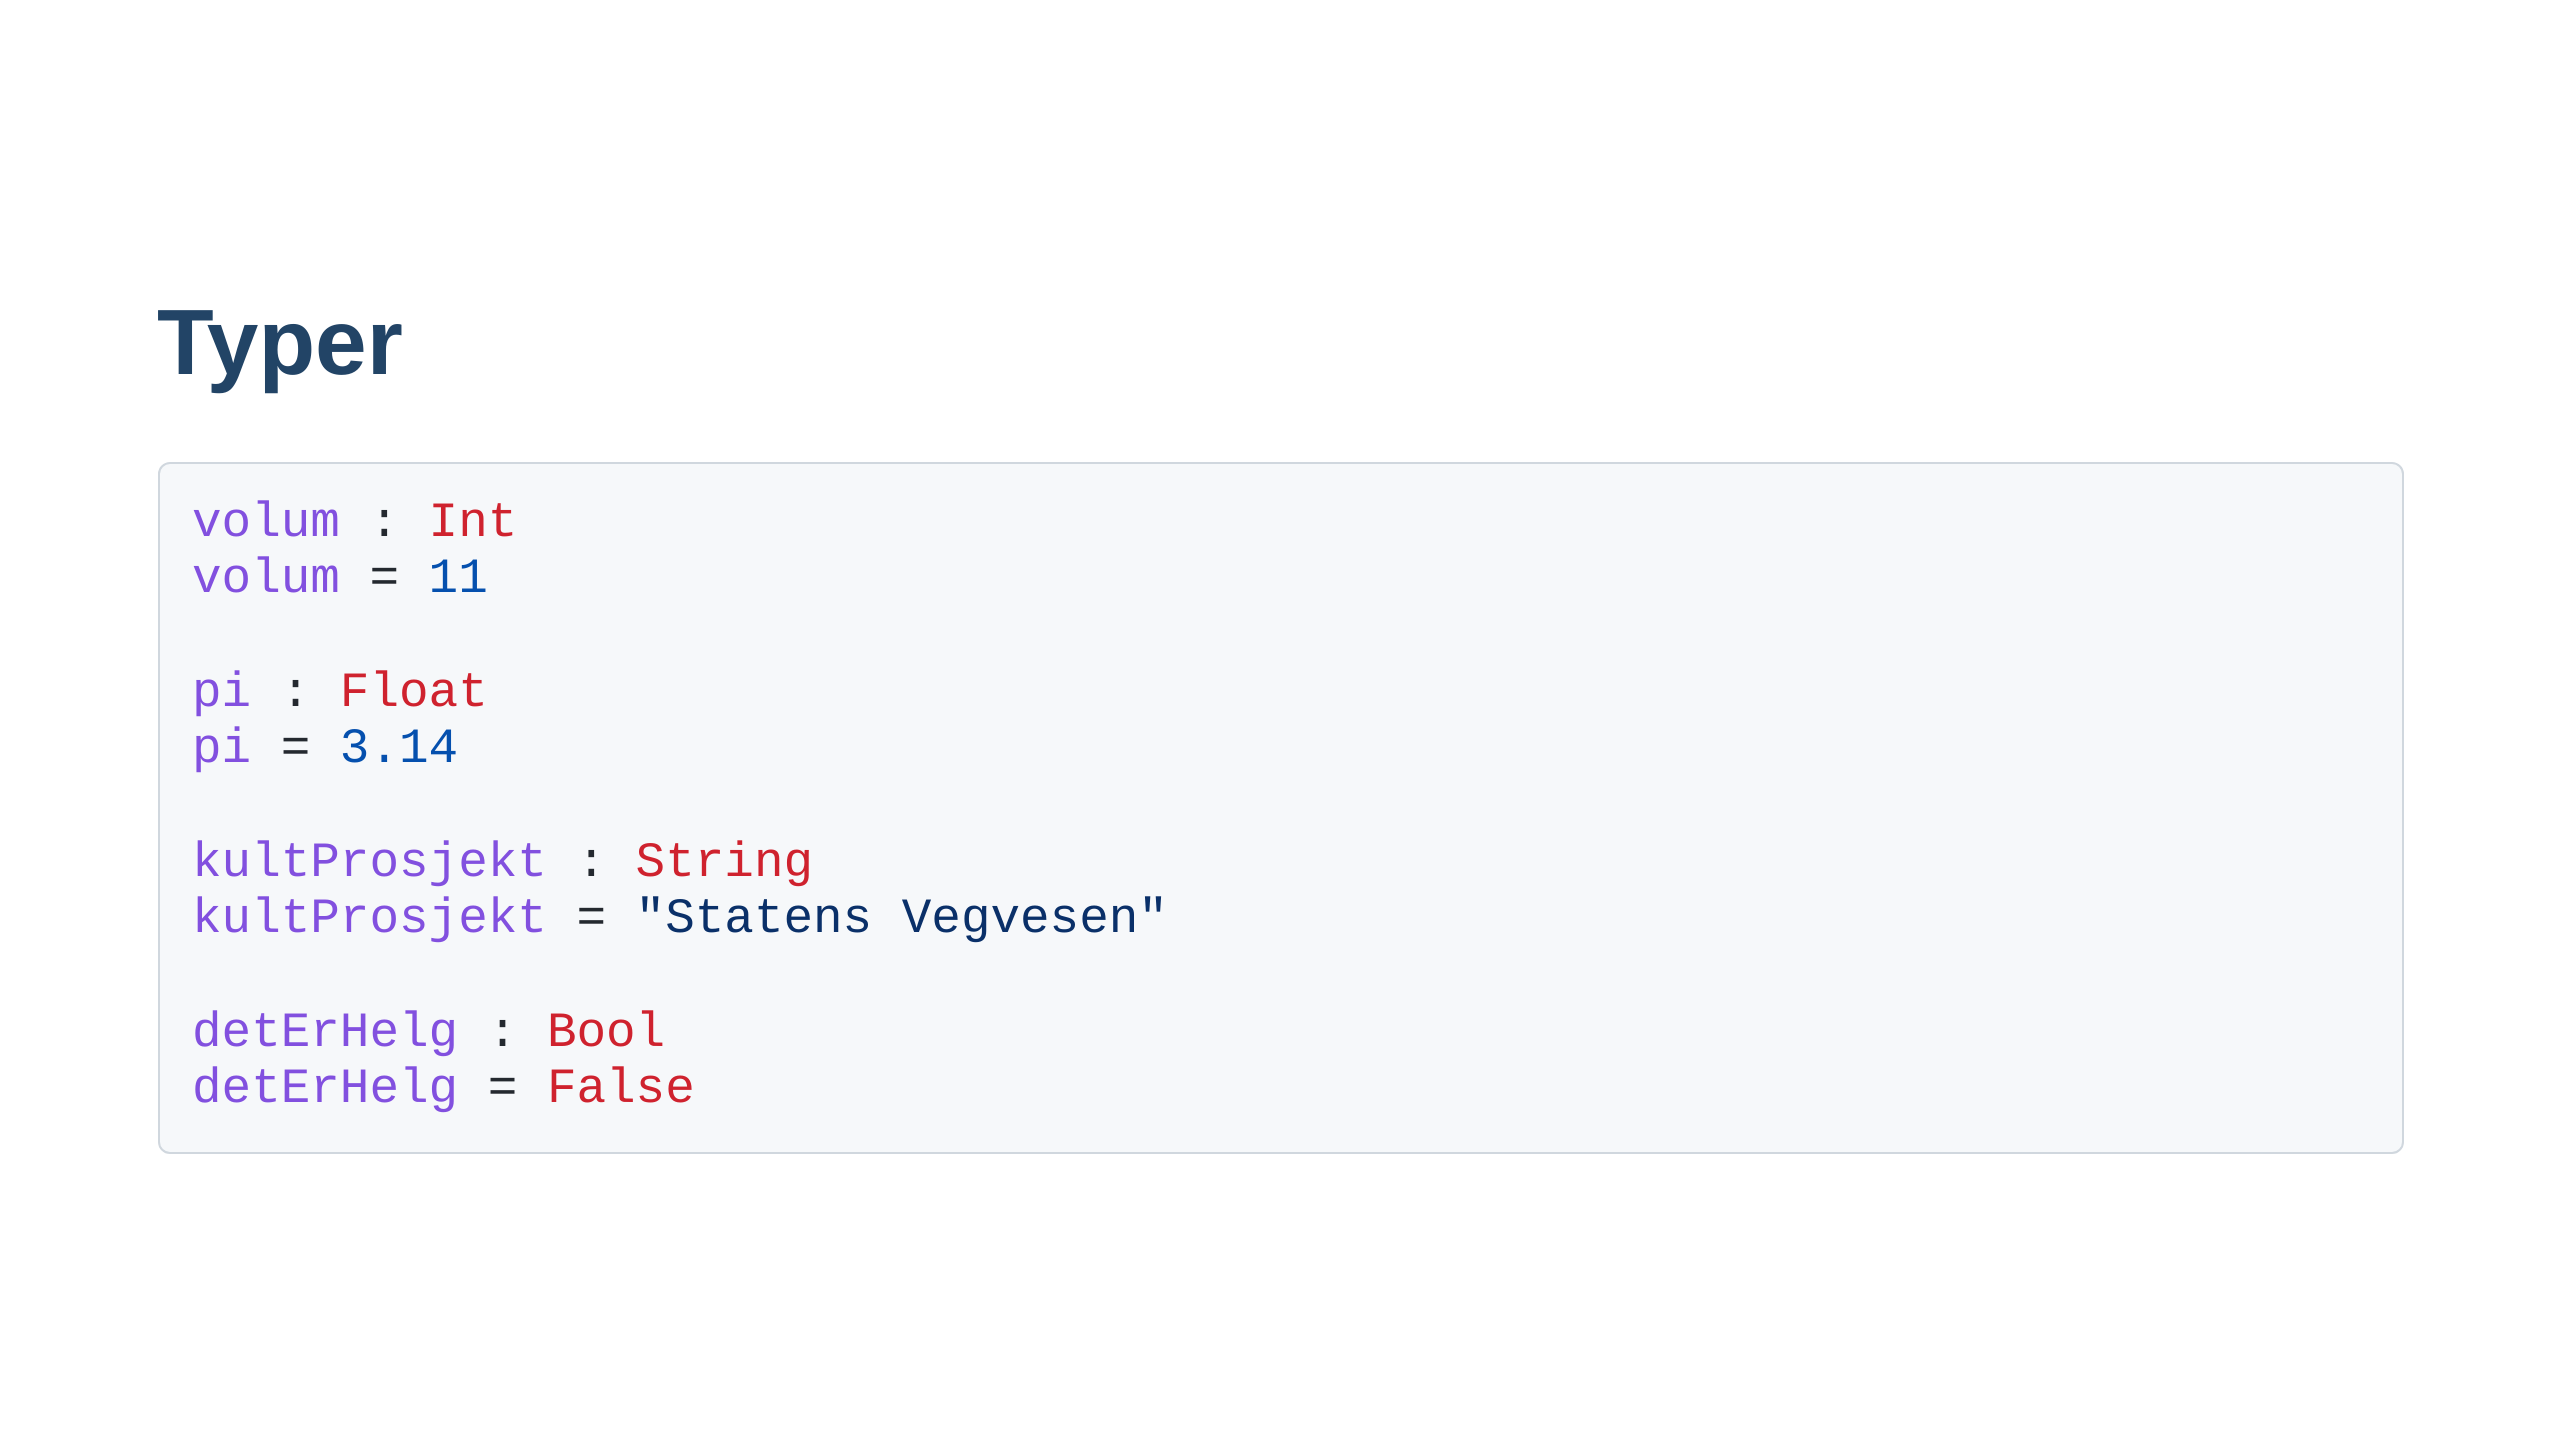 Typer
volum : Int
volum = 11
pi : Float
pi = 3.14
kultProsjekt : String
kultProsjekt = "Statens Vegvesen"
detErHelg : Bool
detErHelg = False